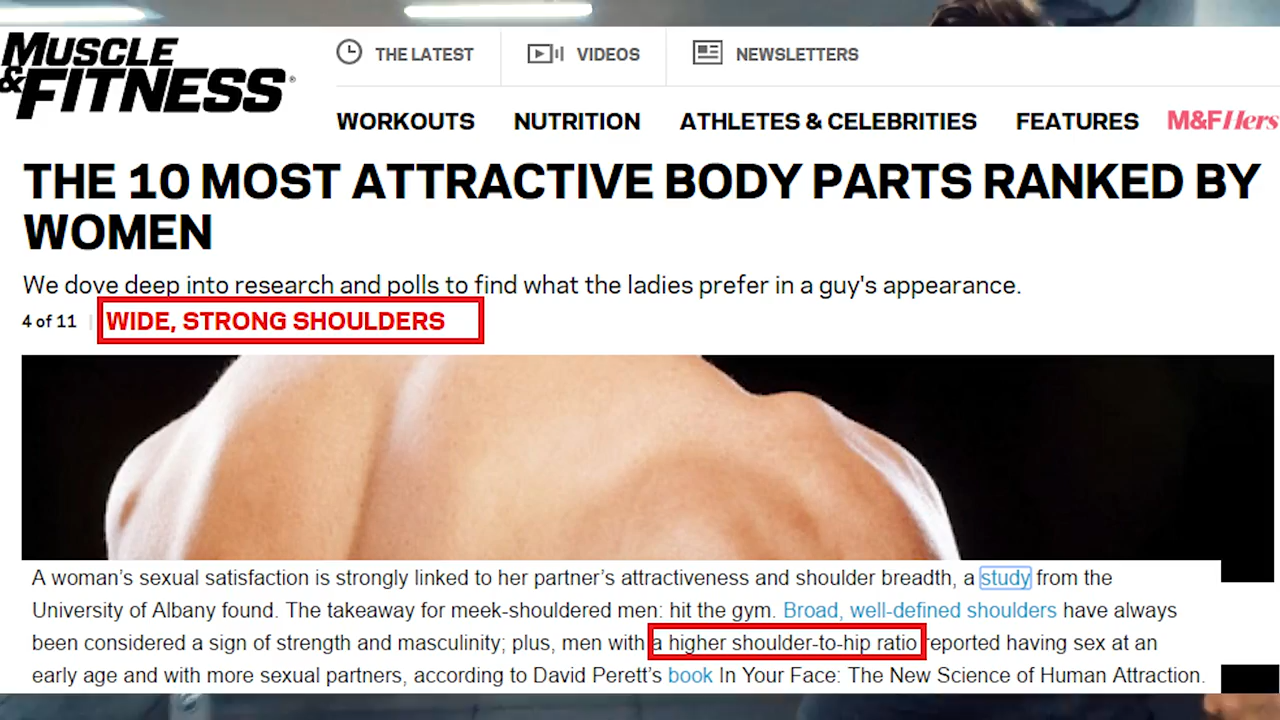 MUSCLE
&FITNESS®
THE LATEST
VIDEOS
NEWSLETTERS
WORKOUTS
NUTRITION
ATHLETES & CELEBRITIES
FEATURES
M&F Hers
THE 10 MOST ATTRACTIVE BODY PARTS RANKED BY
WOMEN
We dove deep into research and polls to find what the ladies prefer in a guy's appearance.
4 of 11 | WIDE, STRONG SHOULDERS
A woman's sexual satisfaction is strongly linked to her partner's attractiveness and shoulder breadth, a study from the
University of Albany found. The takeaway for meek-shouldered men: hit the gym. Broad, well-defined shoulders have always
been considered a sign of strength and masculinity; plus, men with a higher shoulder-to-hip ratio reported having sex at an
early age and with more sexual partners, according to David Perett's book In Your Face: The New Science of Human Attraction.